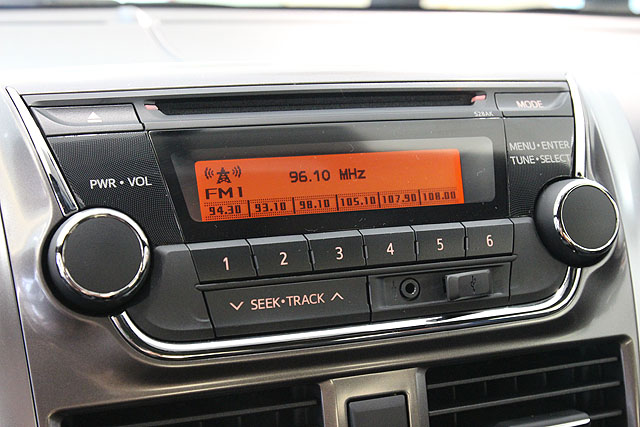 MODE
528AK
MENU•ENTER
TUNE•SELECT
PWR • VOL
96.10 MHz
FM1
94.30 93.10 98.10 105.10 107.90 108.00
1 2 3 4 5 6
SEEK•TRACK